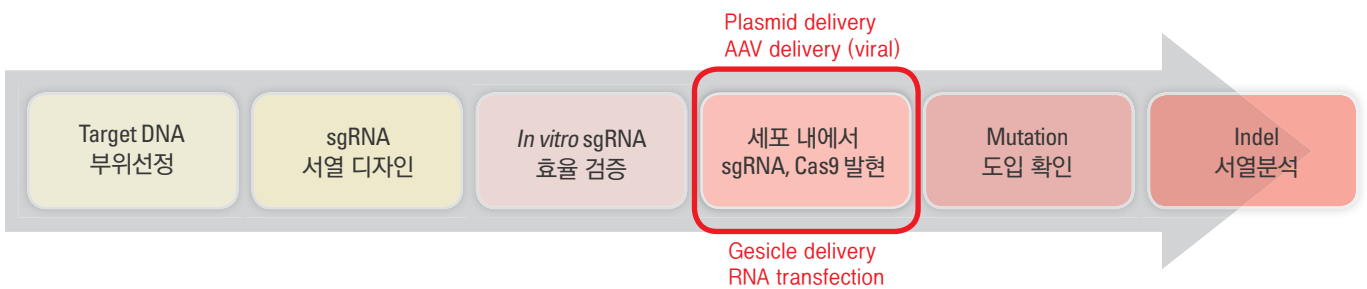 Plasmid delivery
AAV delivery (viral)
Target DNA
부위선정
sgRNA
서열 디자인
In vitro sgRNA
효율 검증
세포 내에서
sgRNA, Cas9 발현
Mutation
도입 확인
Indel
서열분석
Gesicle delivery
RNA transfection